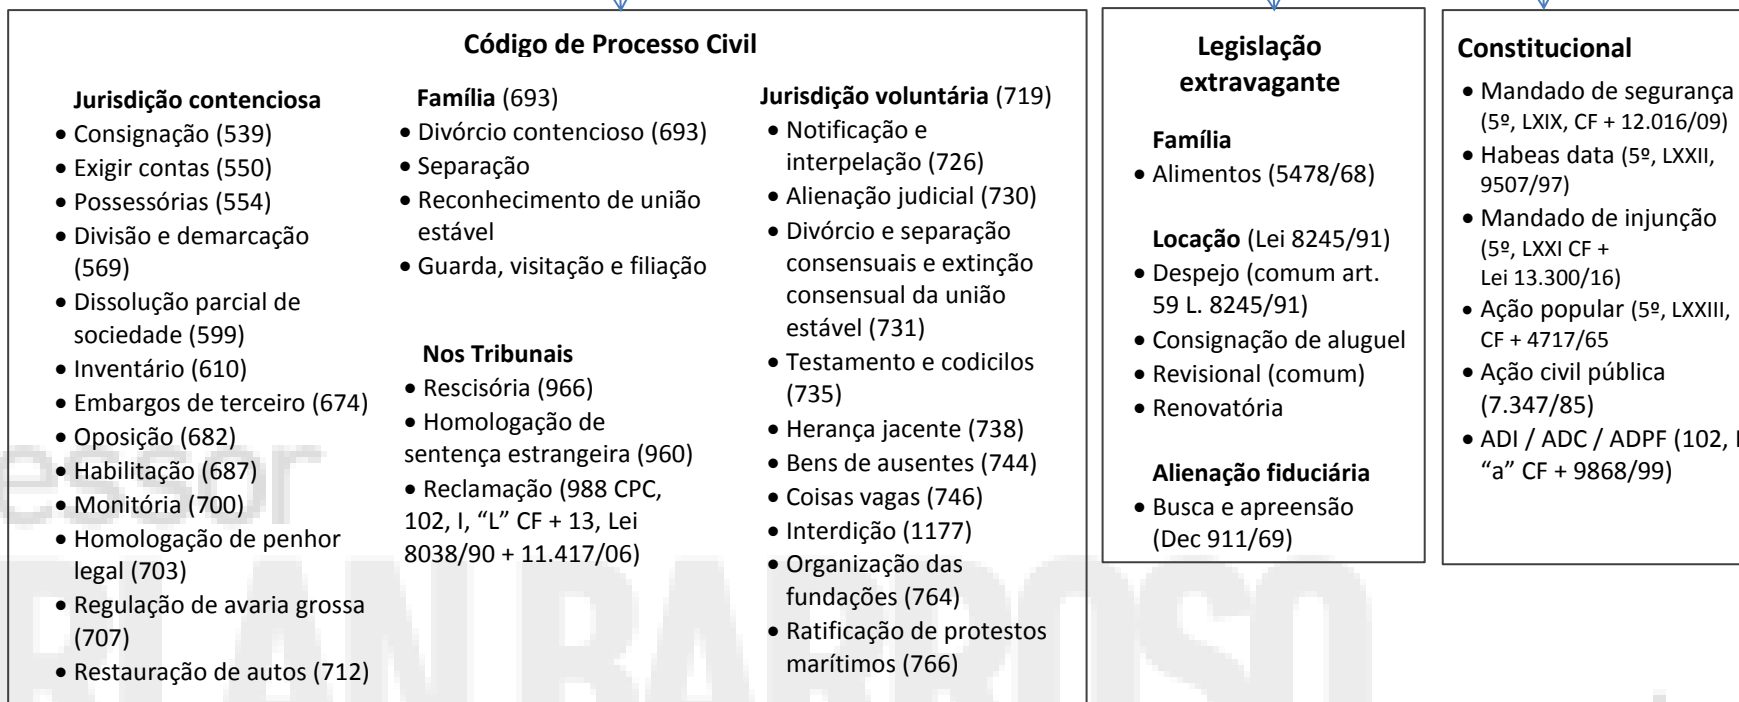 Código de Processo Civil
Jurisdição contenciosa
• Consignação (539)
• Exigir contas (550)
• Possessórias (554)
• Divisão e demarcação
(569)
• Dissolução parcial de
sociedade (599)
• Inventário (610)
• Embargos de terceiro (674)
• Oposição (682)
• Habilitação (687)
• Monitória (700)
• Homologação de penhor
legal (703)
• Regulação de avaria grossa
(707)
• Restauração de autos (712)
Família (693)
• Divórcio contencioso (693)
• Separação
• Reconhecimento de união
estável
• Guarda, visitação e filiação
Nos Tribunais
• Rescisória (966)
• Homologação de
sentença estrangeira (960)
• Reclamação (988 CPC,
102, I, “L” CF + 13, Lei
8038/90 + 11.417/06)
Jurisdição voluntária (719)
• Notificação e
interpelação (726)
• Alienação judicial (730)
• Divórcio e separação
consensuais e extinção
consensual da união
estável (731)
• Testamento e codicilos
(735)
• Herança jacente (738)
• Bens de ausentes (744)
• Coisas vagas (746)
• Interdição (1177)
• Organização das
fundações (764)
• Ratificação de protestos
marítimos (766)
Legislação
extravagante
Família
• Alimentos (5478/68)
Locação (Lei 8245/91)
• Despejo (comum art.
59 L. 8245/91)
• Consignação de aluguel
• Revisional (comum)
• Renovatória
Alienação fiduciária
• Busca e apreensão
(Dec 911/69)
Constitucional
• Mandado de segurança
(5º, LXIX, CF + 12.016/09)
• Habeas data (5º, LXXII,
9507/97)
• Mandado de injunção
(5º, LXXI CF +
Lei 13.300/16)
• Ação popular (5º, LXXIII,
CF + 4717/65
• Ação civil pública
(7.347/85)
• ADI / ADC / ADPF (102, I
“a” CF + 9868/99)
essor
BARROSO